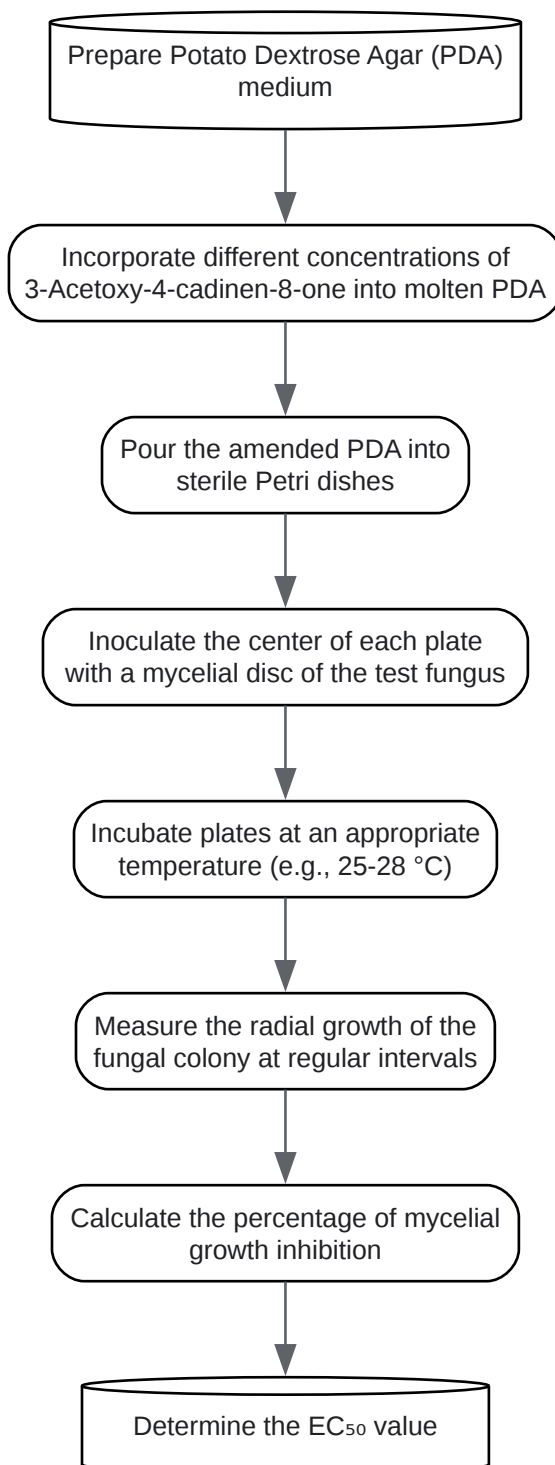 Prepare Potato Dextrose Agar (PDA)
medium
Incorporate different concentrations of
3-Acetoxy-4-cadinen-8-one into molten PDA
Pour the amended PDA into
sterile Petri dishes
Inoculate the center of each plate
with a mycelial disc of the test fungus
Incubate plates at an appropriate
temperature (e.g., 25-28 °C)
Measure the radial growth of the
fungal colony at regular intervals
Calculate the percentage of mycelial
growth inhibition
Determine the EC₅₀ value